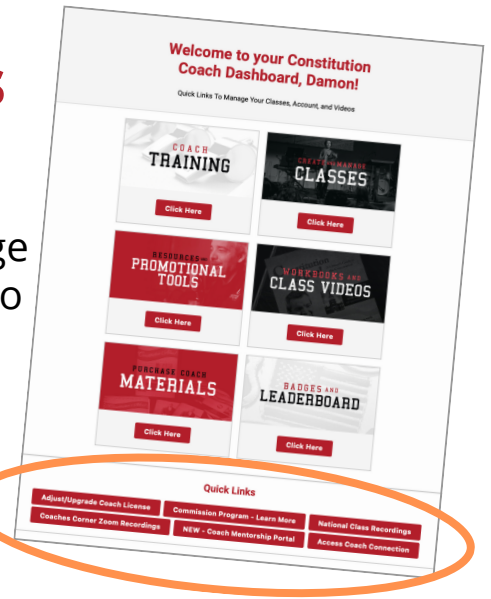 s
ge
o
Welcome to your Constitution
Coach Dashboard, Damon!
Quick Links To Manage Your Classes, Account, and Videos
COACH
TRAINING
Click Here
CREATE AND MANAGE
CLASSES
Click Here
RESOURCES AND
PROMOTIONAL
TOOLS
Click Here
WORKBOOKS AND
CLASS VIDEOS
Click Here
PURCHASE COACH
MATERIALS
Click Here
BADGES AND
LEADERBOARD
Click Here
Quick Links
Adjust/Upgrade Coach License
Commission Program - Learn More
National Class Recordings
Coaches Corner Zoom Recordings
NEW - Coach Mentorship Portal
Access Coach Connection